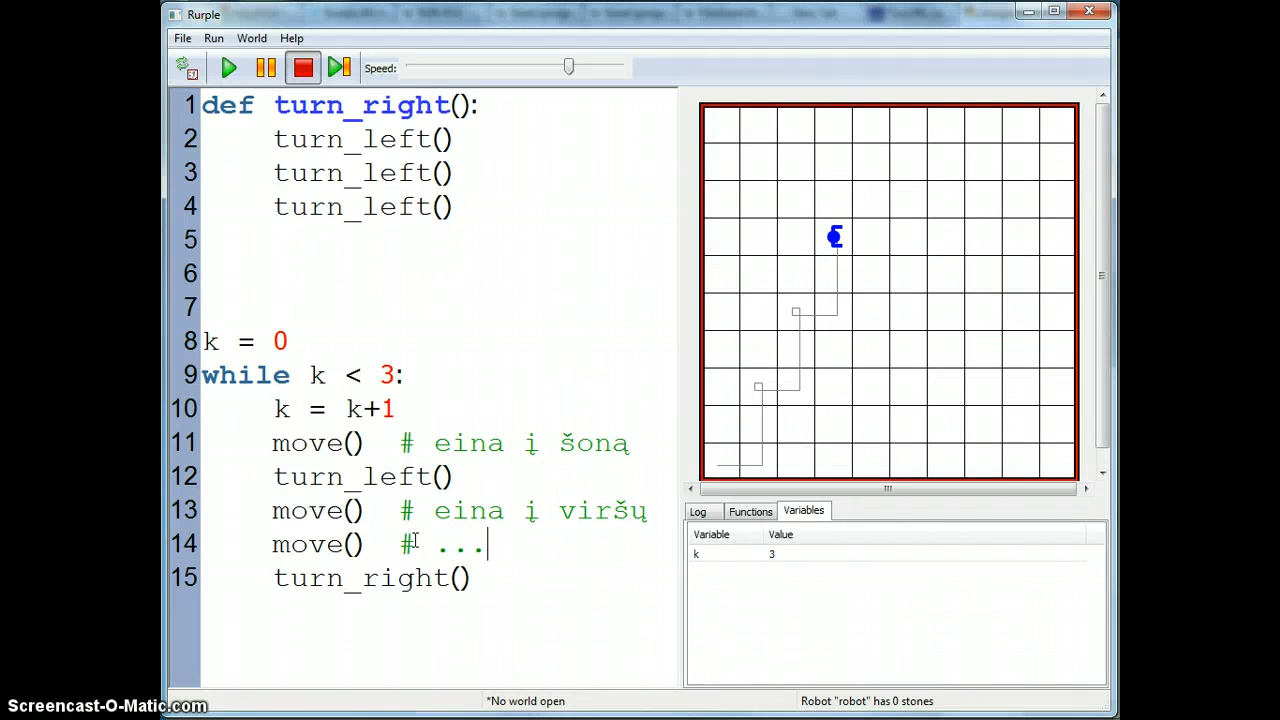 Rurple
File Run World Help
Speed:
1 def turn_right():
2 turn_left()
3 turn_left()
4 turn_left()
5
6
7
8 k = 0
9 while k < 3:
10 k = k+1
11 move() # eina į šoną
12 turn_left()
13 move() # eina į viršų
14 move() # ...
15 turn_right()
Log Functions Variables
Variable Value
k 3
*No world open
Robot "robot" has 0 stones
Screencast-O-Matic.com